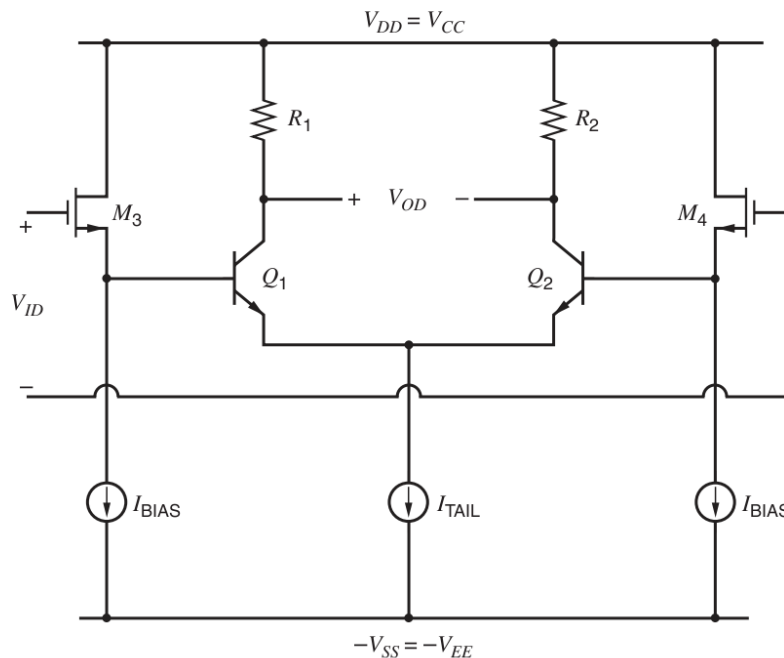 V_DD = V_CC
R_1
R_2
+ V_OD −
M_3
M_4
+
Q_1
Q_2
V_ID
−
I_BIAS
I_TAIL
I_BIAS
−V_SS = −V_EE